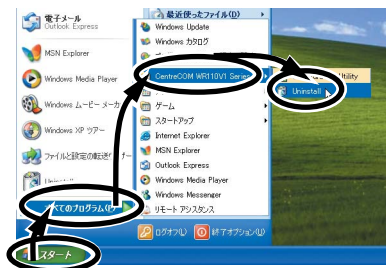 電子メール
Outlook Express
MSN Explorer
Windows Media Player
Windows ムービー メーカ
Windows XP ツアー
ファイルと設定の転送
すべてのプログラム(P)
スタート
最近使ったファイル(D)
Windows Update
Windows カタログ
CentreCOM WR110V1 Series
ゲーム
スタートアップ
Internet Explorer
MSN Explorer
Outlook Express
Windows Media Player
Windows Messenger
リモート アシスタンス
ログオフ(L)
終了オプション(U)
Utility
Uninstall